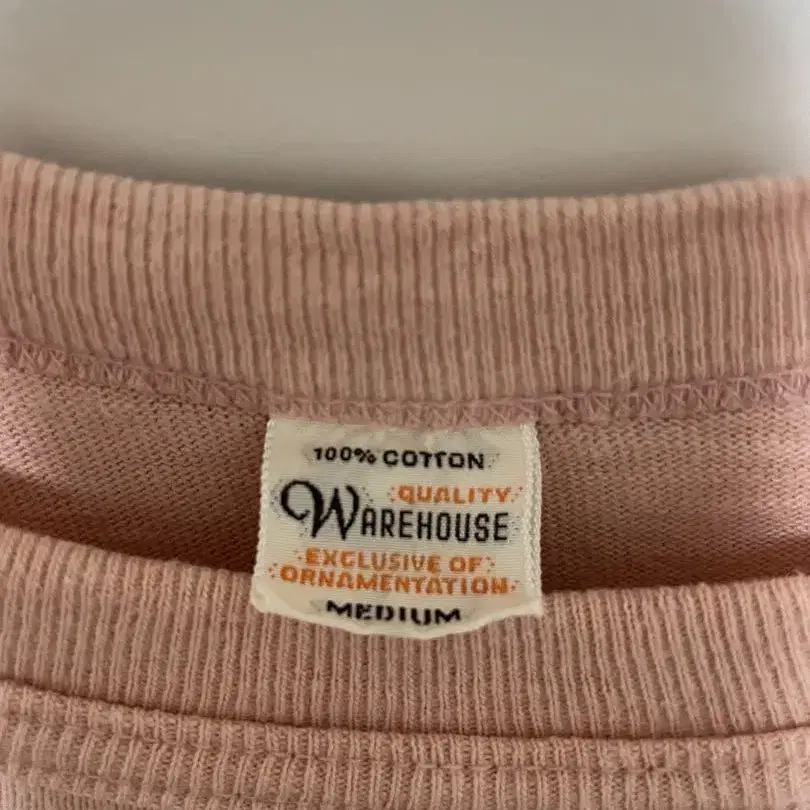 100% COTTON
QUALITY
WAREHOUSE
EXCLUSIVE OF
ORNAMENTATION
MEDIUM